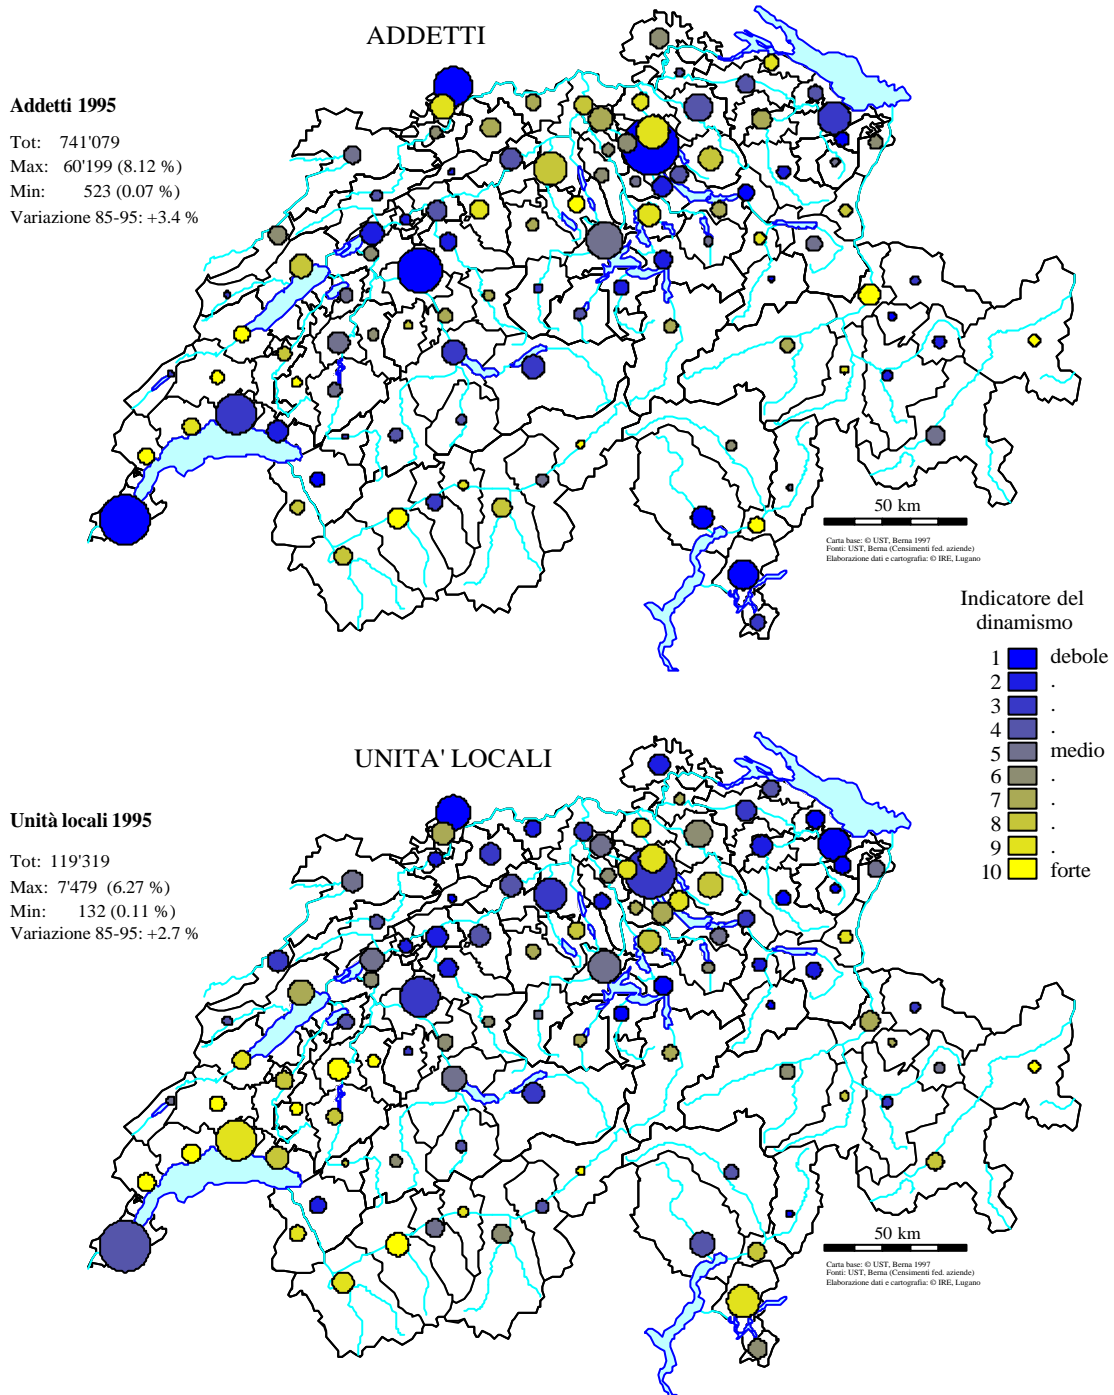 ADDETTI
Addetti 1995
Tot: 741'079
Max: 60'199 (8.12 %)
Min: 523 (0.07 %)
Variazione 85-95: +3.4 %
50 km
Carta base: © UST, Berna 1997
Fonti: UST, Berna (Censimenti fed. aziende)
Elaborazione dati e cartografia: © IRE, Lugano
Indicatore del
dinamismo
1 debole
2 .
3 .
4 .
5 medio
6 .
7 .
8 .
9 .
10 forte
UNITA' LOCALI
Unità locali 1995
Tot: 119'319
Max: 7'479 (6.27 %)
Min: 132 (0.11 %)
Variazione 85-95: +2.7 %
50 km
Carta base: © UST, Berna 1997
Fonti: UST, Berna (Censimenti fed. aziende)
Elaborazione dati e cartografia: © IRE, Lugano